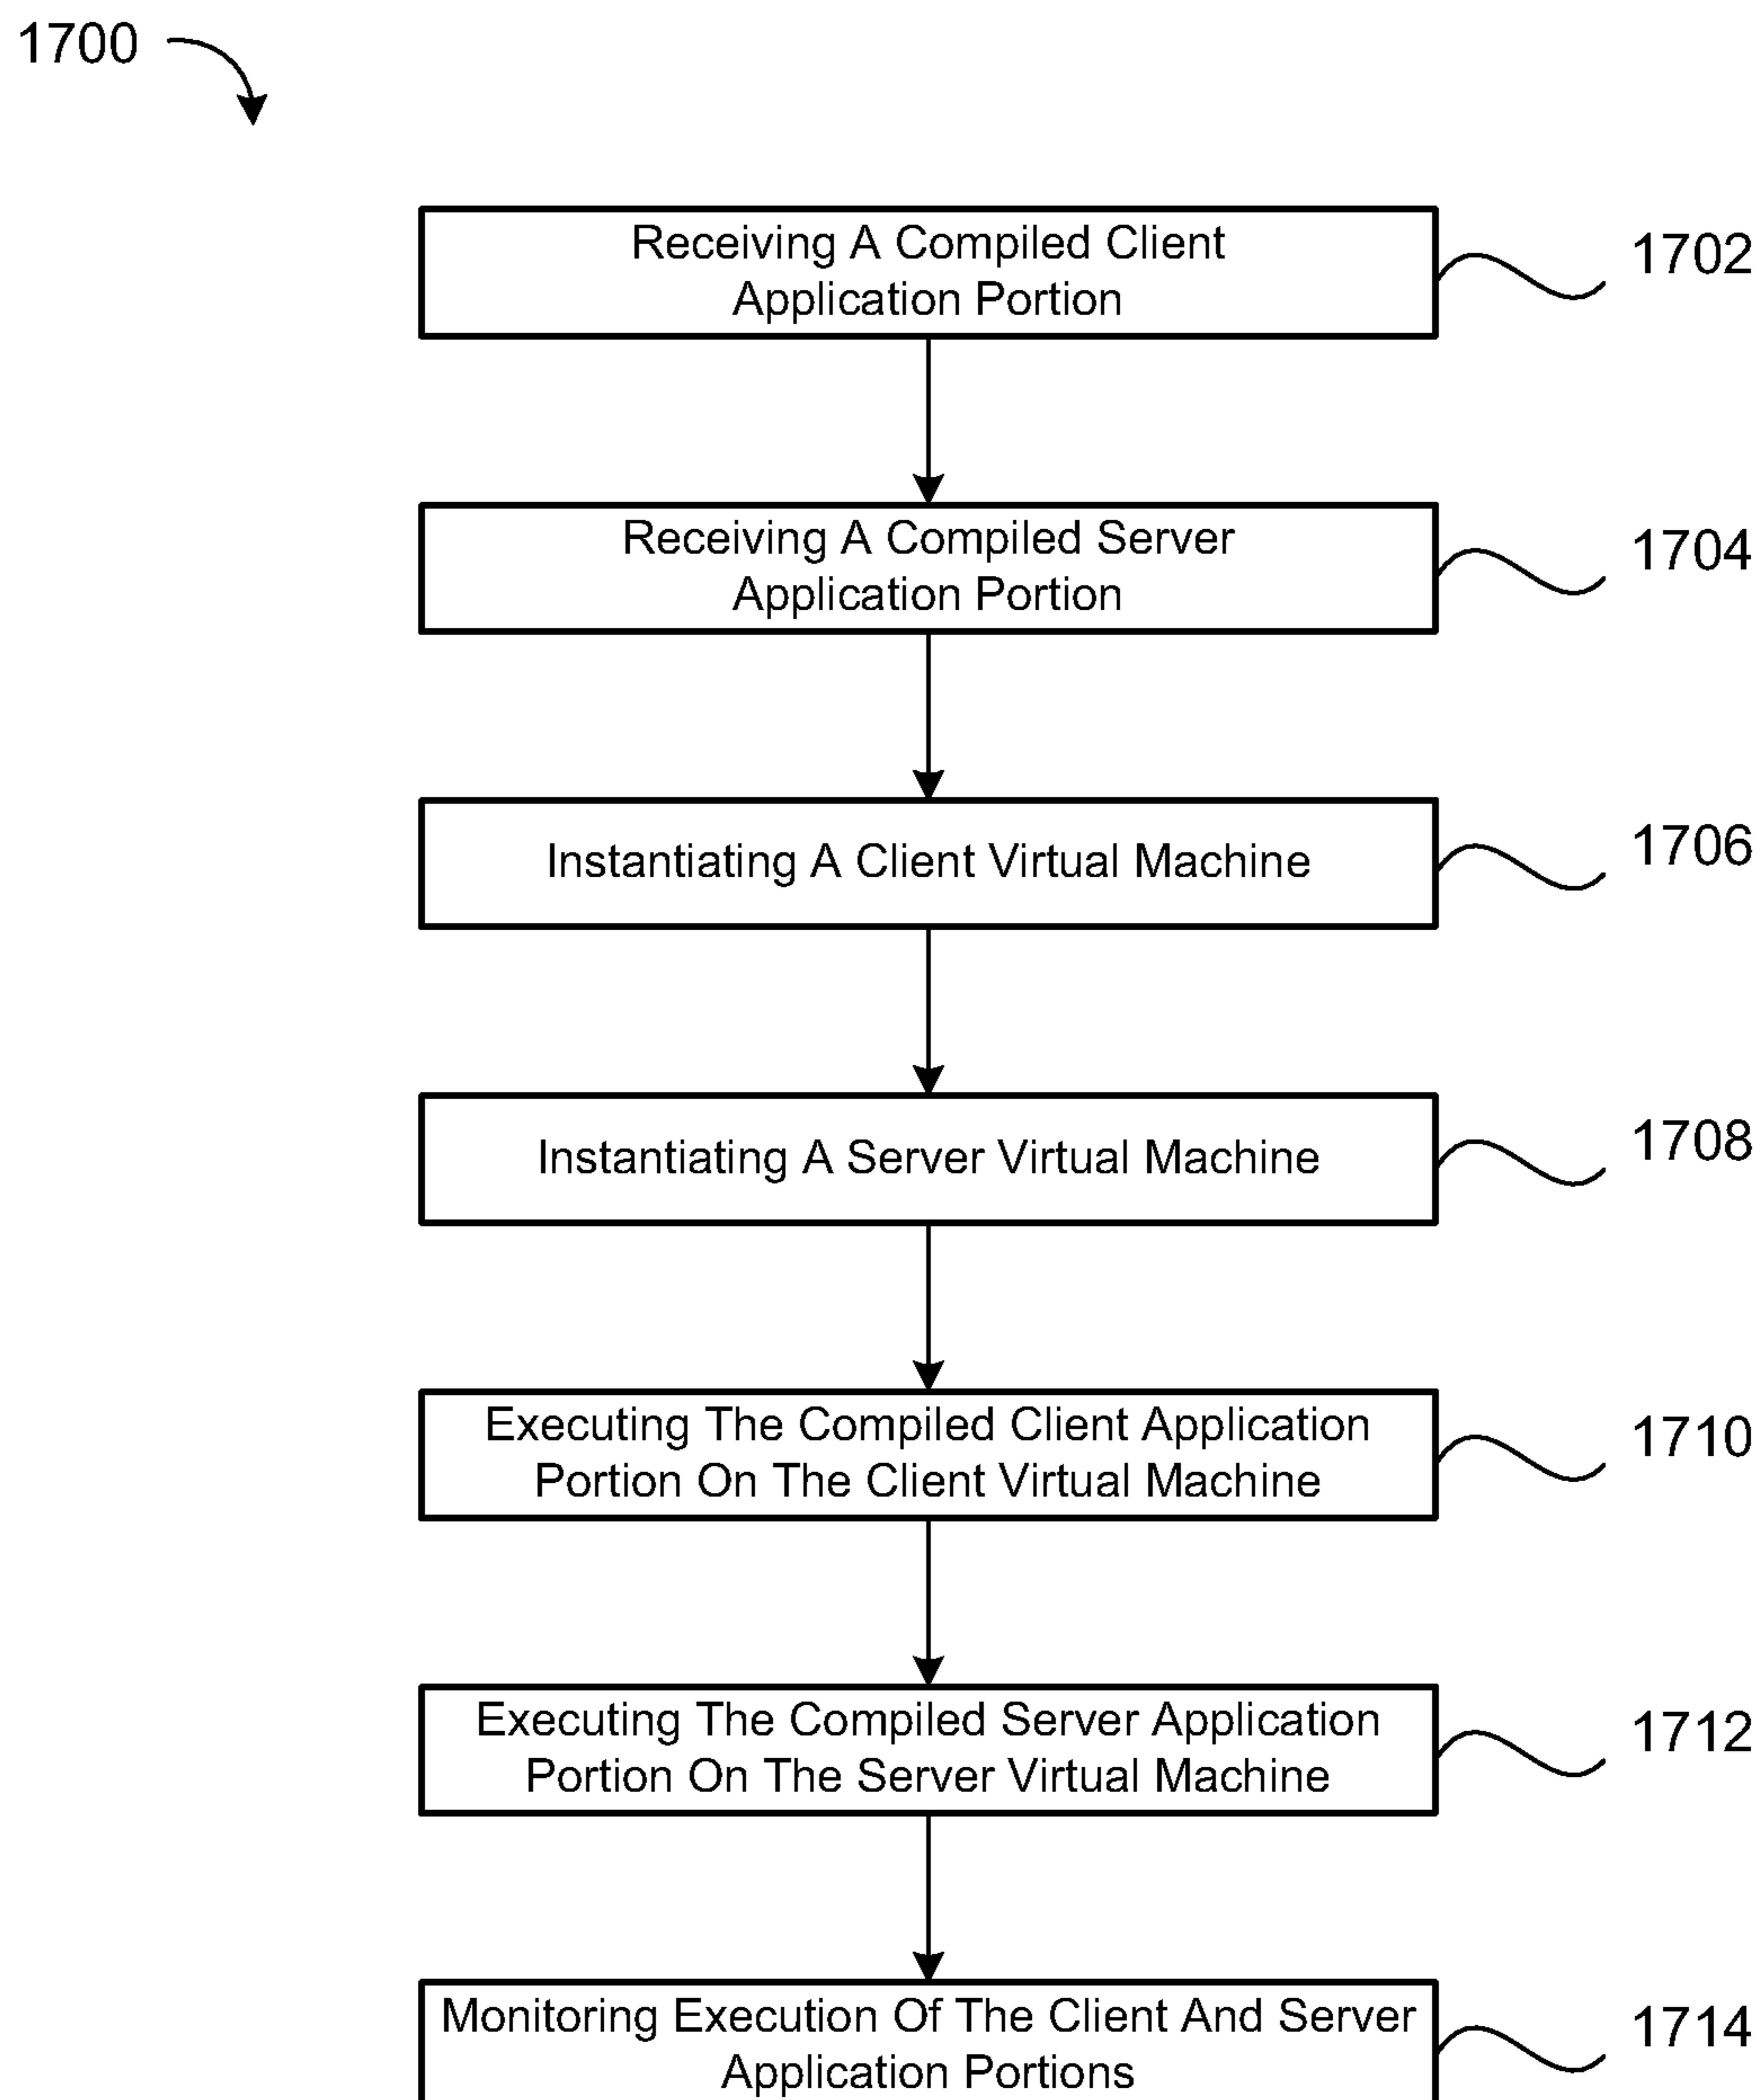 1700
Receiving A Compiled Client
Application Portion
1702
Receiving A Compiled Server
Application Portion
1704
Instantiating A Client Virtual Machine
1706
Instantiating A Server Virtual Machine
1708
Executing The Compiled Client Application
Portion On The Client Virtual Machine
1710
Executing The Compiled Server Application
Portion On The Server Virtual Machine
1712
Monitoring Execution Of The Client And Server
Application Portions
1714